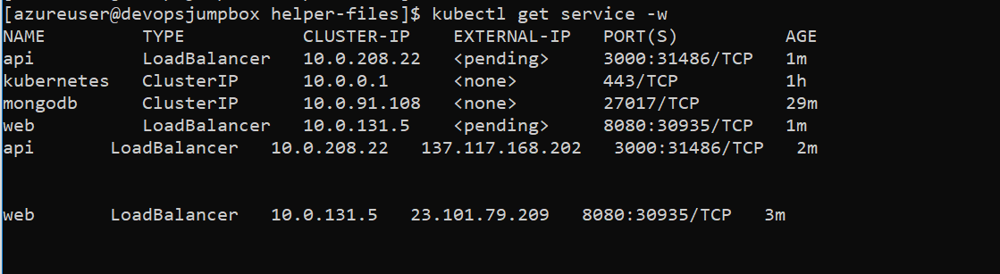 [azureuser@devopsjumpbox helper-files]$ kubectl get service -w
NAME TYPE CLUSTER-IP EXTERNAL-IP PORT(S) AGE
api LoadBalancer 10.0.208.22 <pending> 3000:31486/TCP 1m
kubernetes ClusterIP 10.0.0.1 <none> 443/TCP 1h
mongodb ClusterIP 10.0.91.108 <none> 27017/TCP 29m
web LoadBalancer 10.0.131.5 <pending> 8080:30935/TCP 1m
api LoadBalancer 10.0.208.22 137.117.168.202 3000:31486/TCP 2m
web LoadBalancer 10.0.131.5 23.101.79.209 8080:30935/TCP 3m